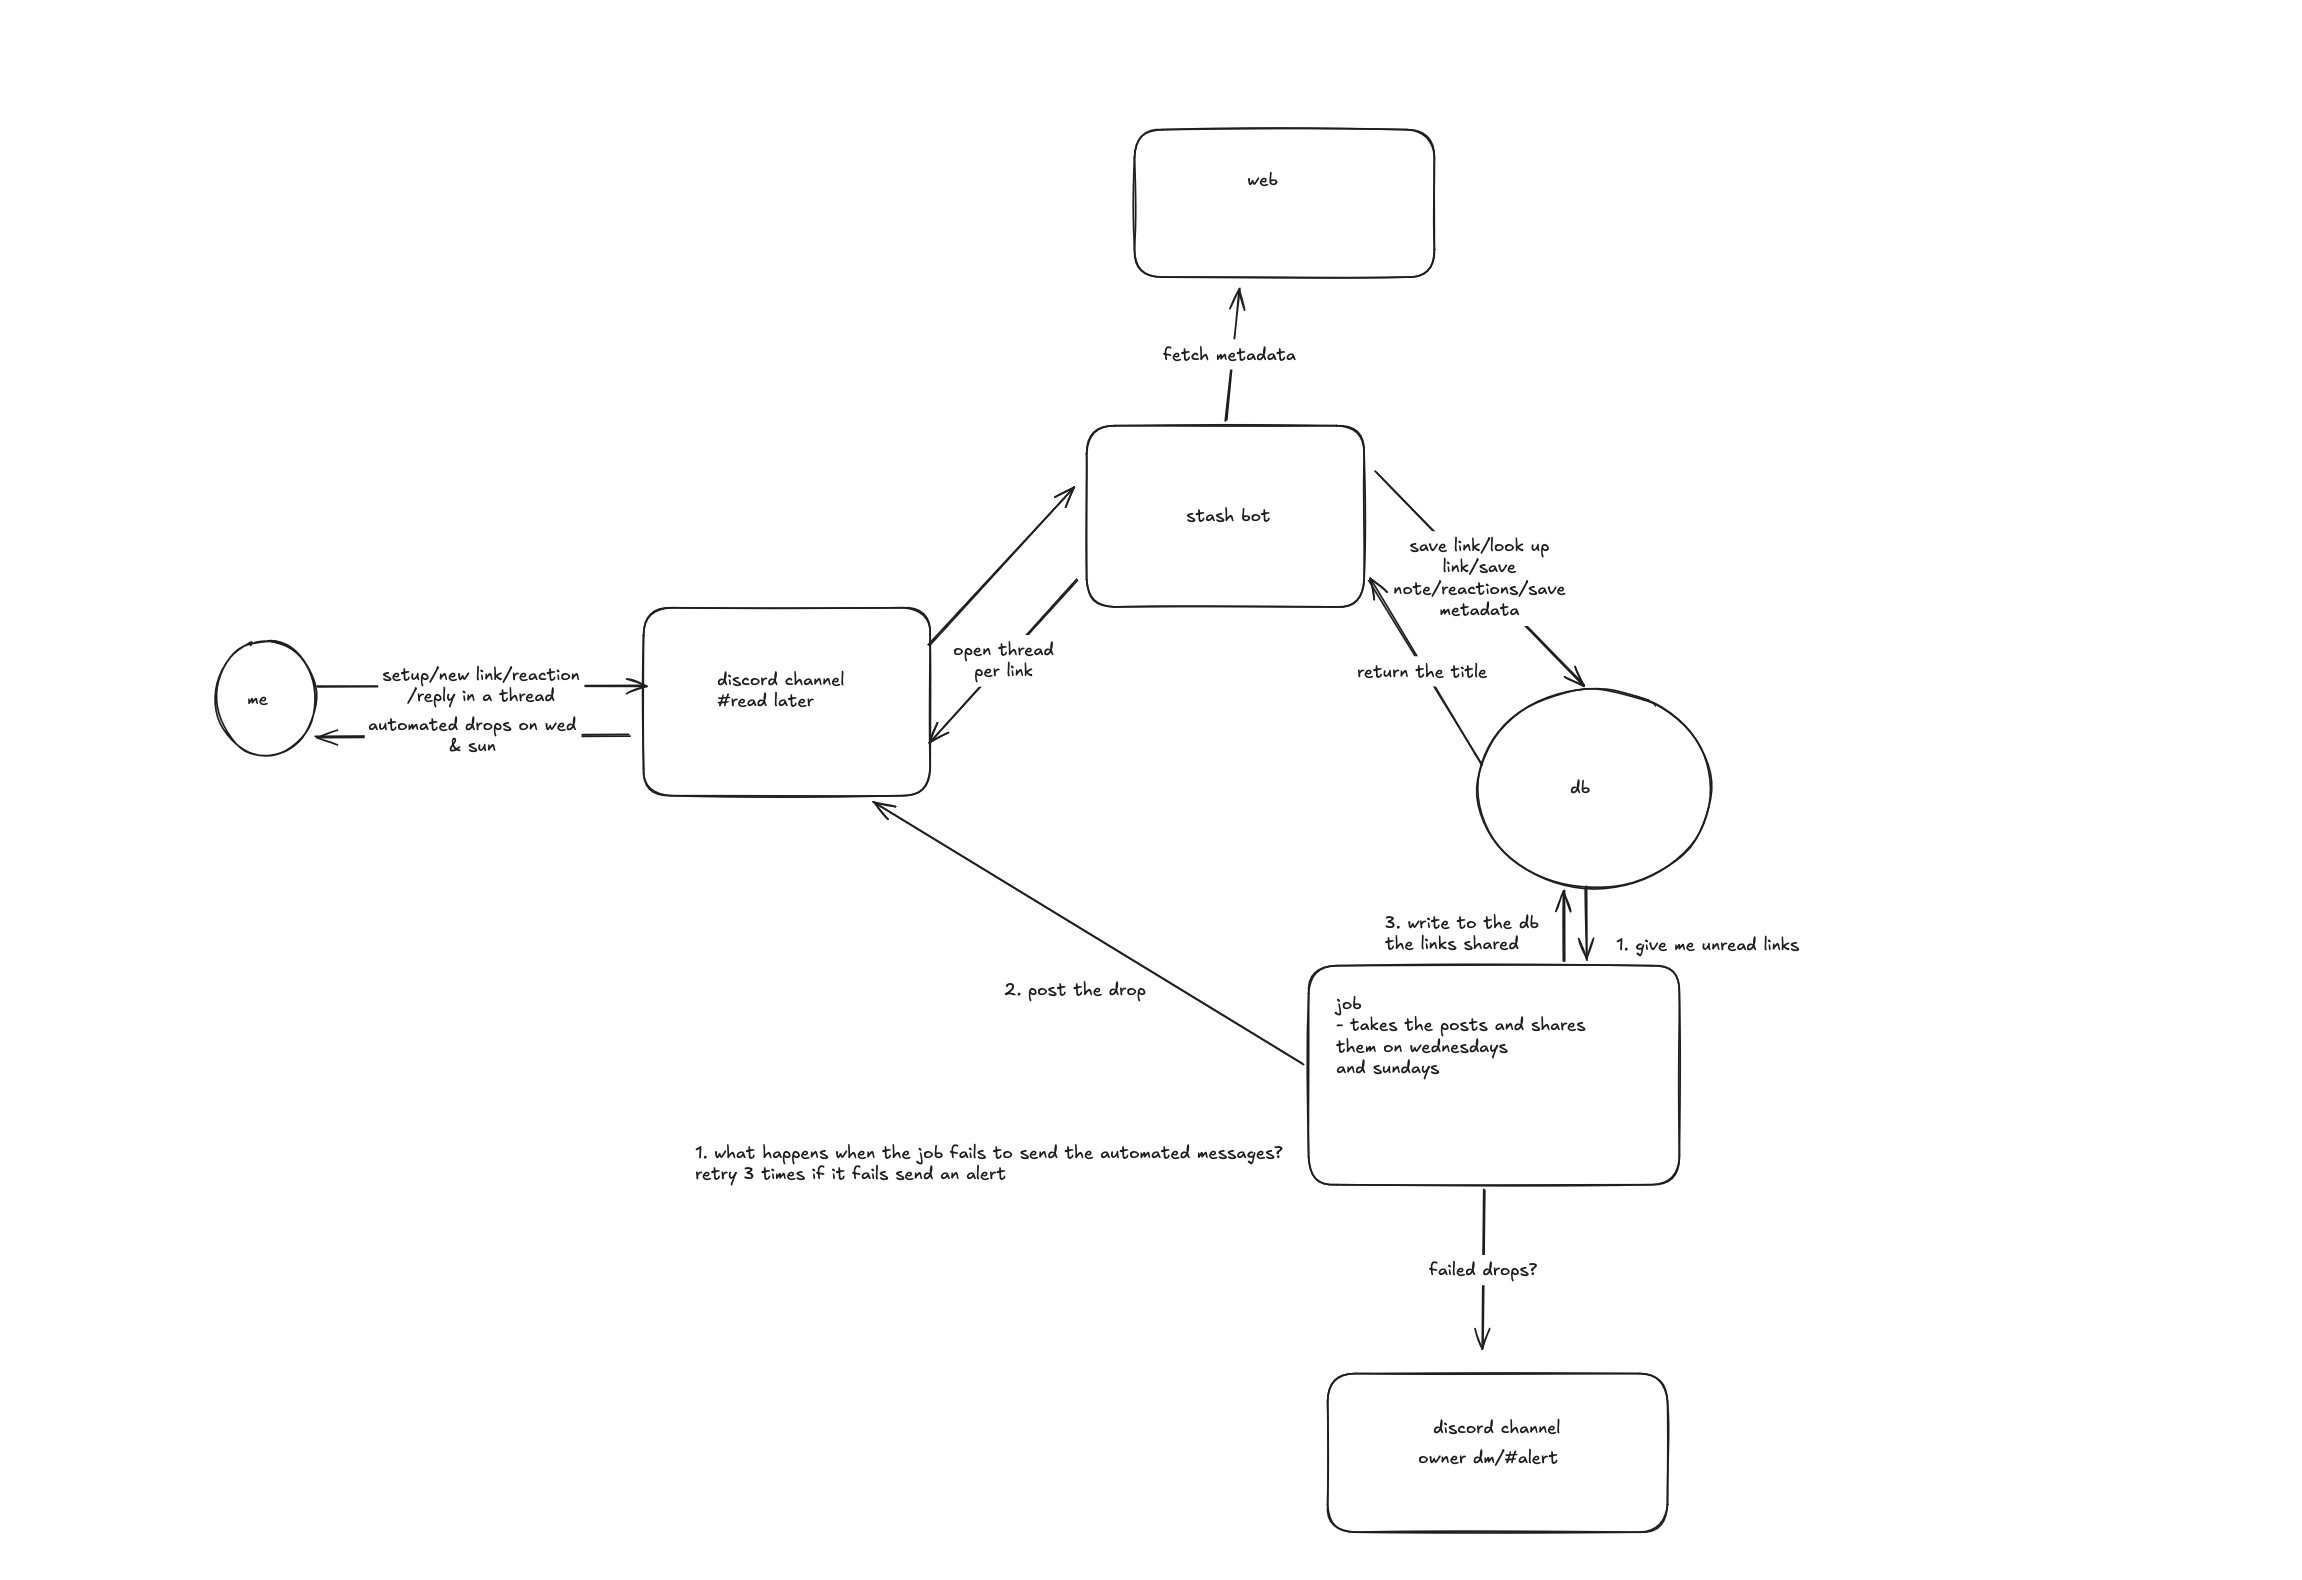 web
fetch metadata
stash bot
save link/look up
link/save
note/reactions/save
metadata
open thread
per link
return the title
setup/new link/reaction
/reply in a thread
discord channel
#read later
me
automated drops on wed
& sun
db
3. write to the db
the links shared
1. give me unread links
2. post the drop
job
- takes the posts and shares
them on wednesdays
and sundays
1. what happens when the job fails to send the automated messages?
retry 3 times if it fails send an alert
failed drops?
discord channel
owner dm/#alert